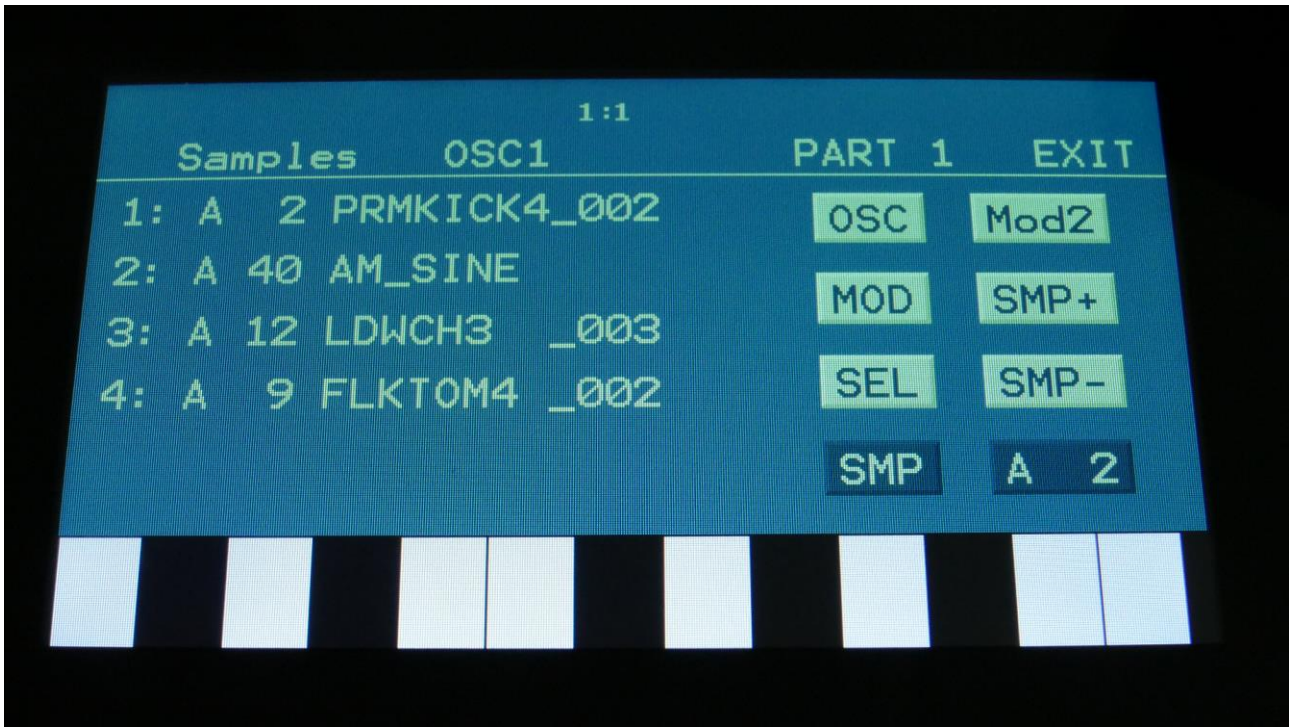 1:1
Samples OSC1 PART 1 EXIT
1: A 2 PRMKICK4_002 OSC Mod2
2: A 40 AM_SINE MOD SMP+
3: A 12 LDWCH3 _003
4: A 9 FLKTOM4 _002 SEL SMP-
SMP A 2